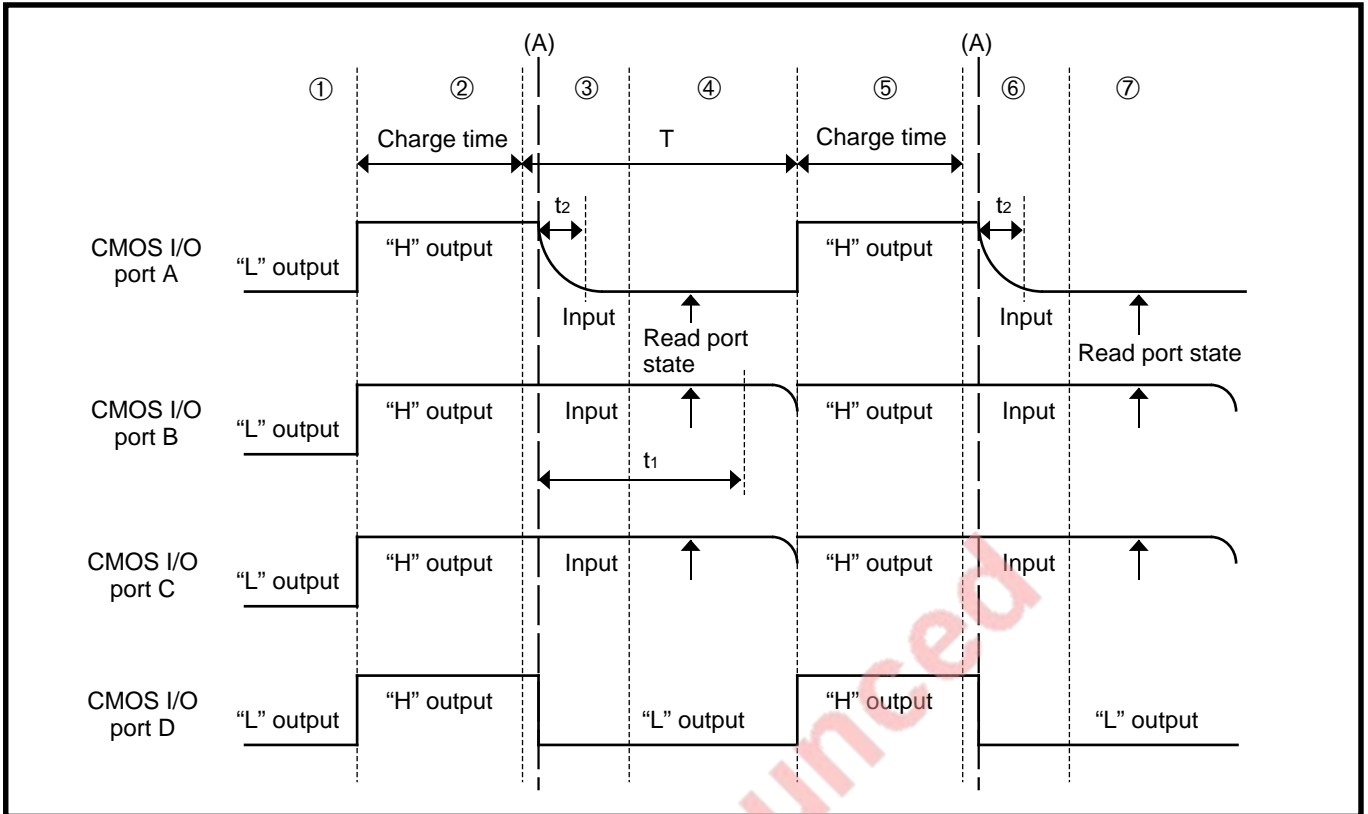 (A) (A)
① ② ③ ④ ⑤ ⑥ ⑦
Charge time T Charge time
t2 t2
CMOS I/O
port A
“L” output “H” output Input “H” output Input
Read port
state
Read port state
CMOS I/O
port B
“L” output “H” output Input “H” output Input
t1
CMOS I/O
port C
“L” output “H” output Input “H” output Input
CMOS I/O
port D
“L” output “H” output “L” output “H” output “L” output
unced